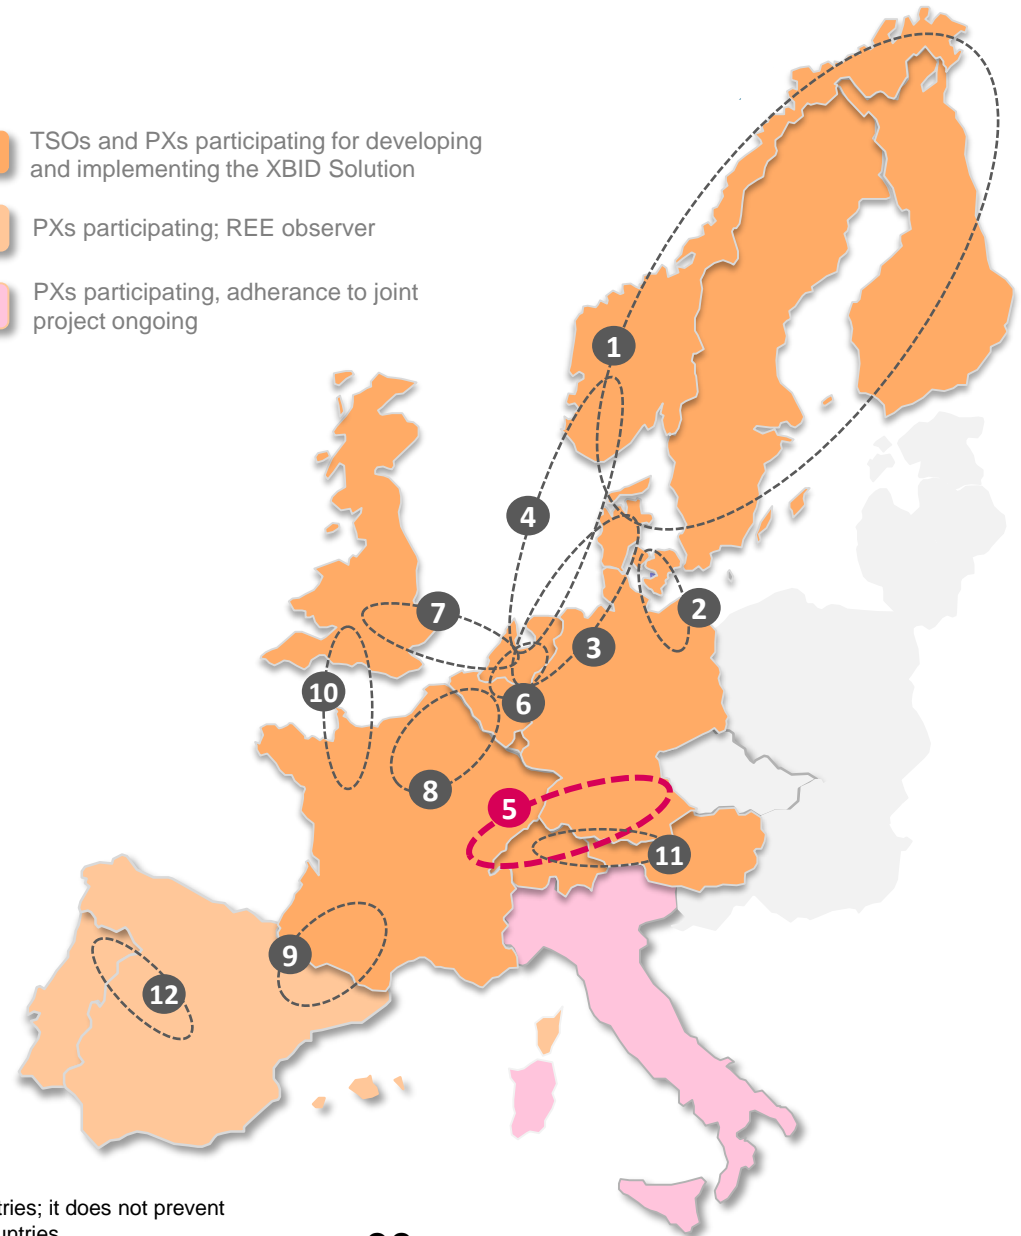 TSOs and PXs participating for developing
and implementing the XBID Solution
PXs participating; REE observer
PXs participating, adherance to joint
project ongoing
1
4
2
7
3
10
6
8
5
11
9
12
tries; it does not prevent